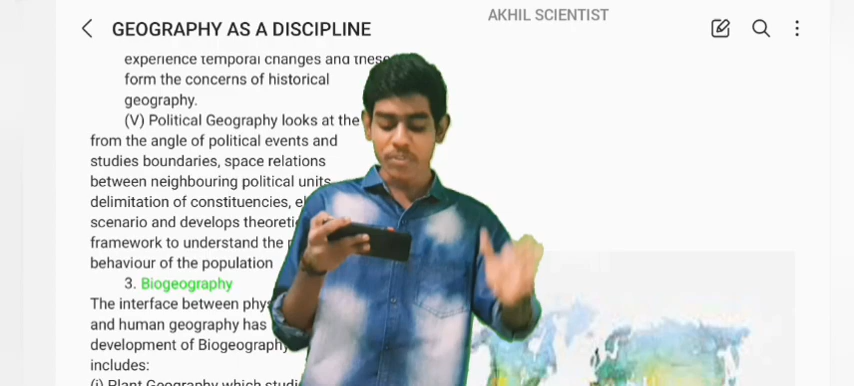 GEOGRAPHY AS A DISCIPLINE
AKHIL SCIENTIST
experience temporal changes and these
form the concerns of historical
geography.
(V) Political Geography looks at the
from the angle of political events and
studies boundaries, space relations
between neighbouring political units,
delimitation of constituencies,
scenario and develops
framework to understand the
behaviour of the population
3. Biogeography
The interface between
and human geography has
development of Biogeography
includes:
(i) Plant Geography which